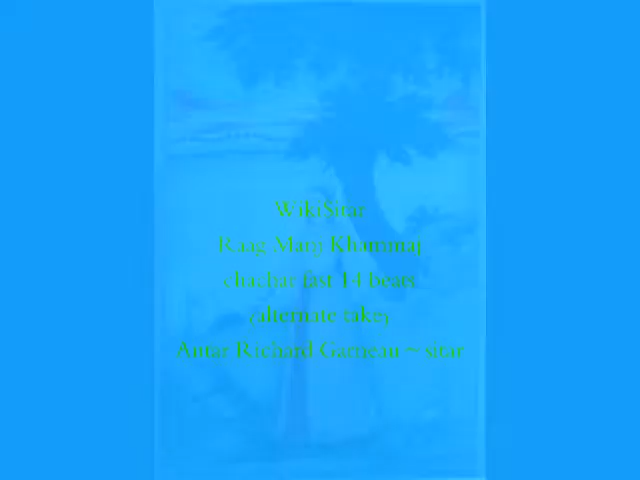 WikiSitar
Raag Manj Khammaj
chachar fast 14 beats
(alternate take)
Antar Richard Garneau ~ sitar